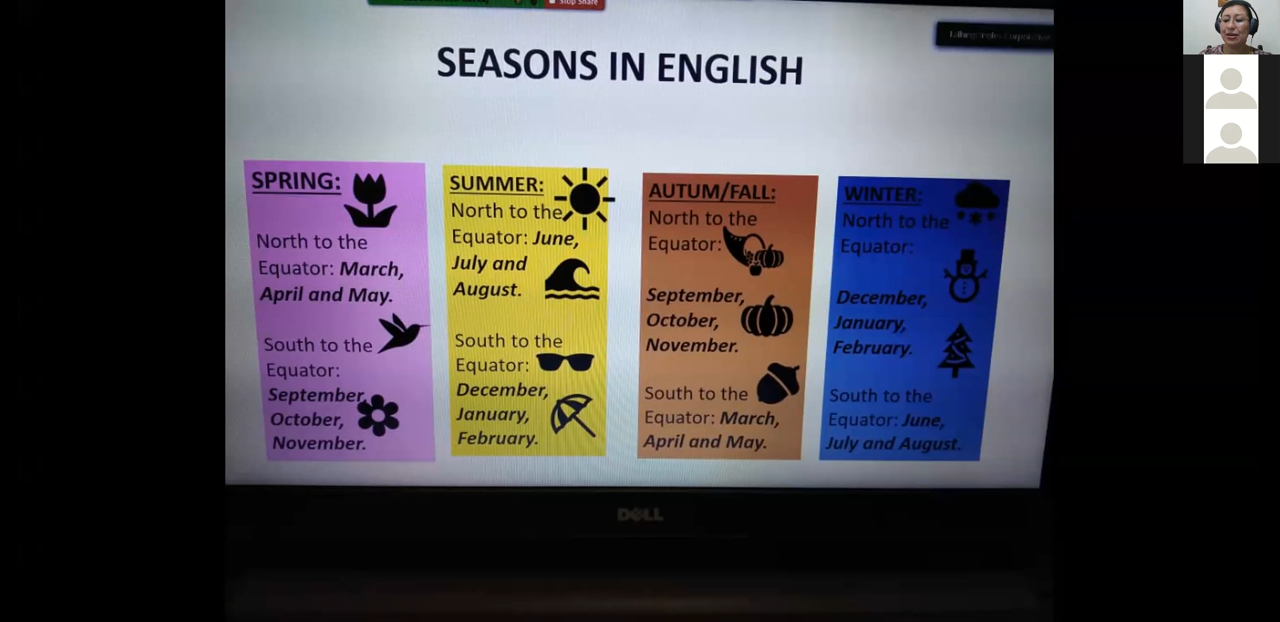 Stop Share
SEASONS IN ENGLISH
SPRING:
North to the
Equator: March,
April and May.
South to the
Equator:
September,
October,
November.
SUMMER:
North to the
Equator: June,
July and
August.
South to the
Equator:
December,
January,
February.
AUTUM/FALL:
North to the
Equator:
September,
October,
November.
South to the
Equator: March,
April and May.
WINTER:
North to the
Equator:
December,
January,
February.
South to the
Equator: June,
July and August.
DELL